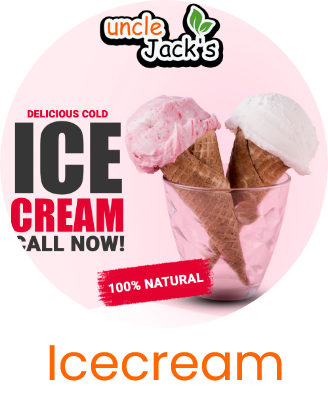 uncle
Jack's
DELICIOUS COLD
ICE
CREAM
CALL NOW!
100% NATURAL
Icecream